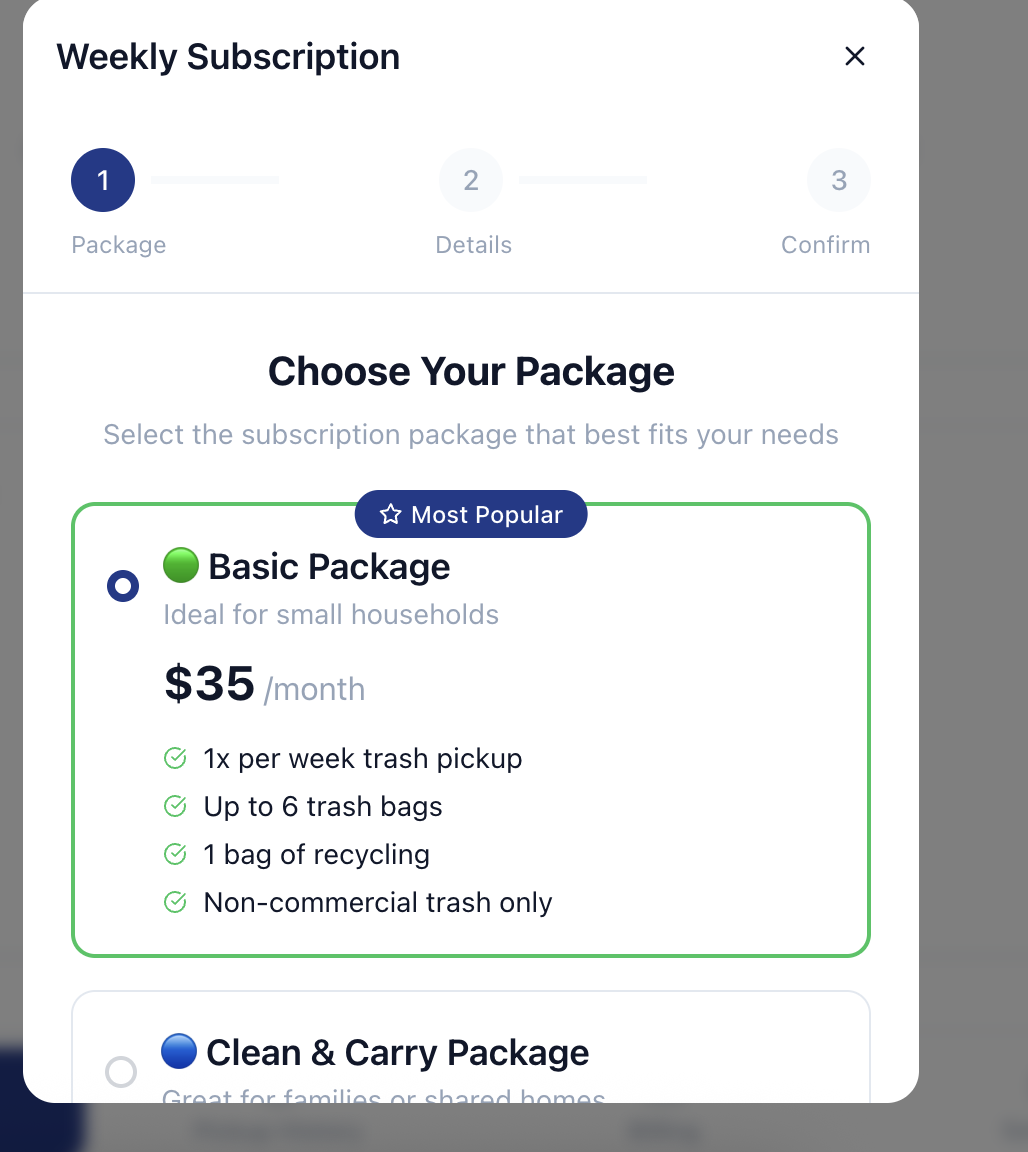 Weekly Subscription
1
2
3
Package
Details
Confirm
Choose Your Package
Select the subscription package that best fits your needs
Most Popular
Basic Package
Ideal for small households
$35 /month
1x per week trash pickup
Up to 6 trash bags
1 bag of recycling
Non-commercial trash only
Clean & Carry Package
Great for families or shared homes